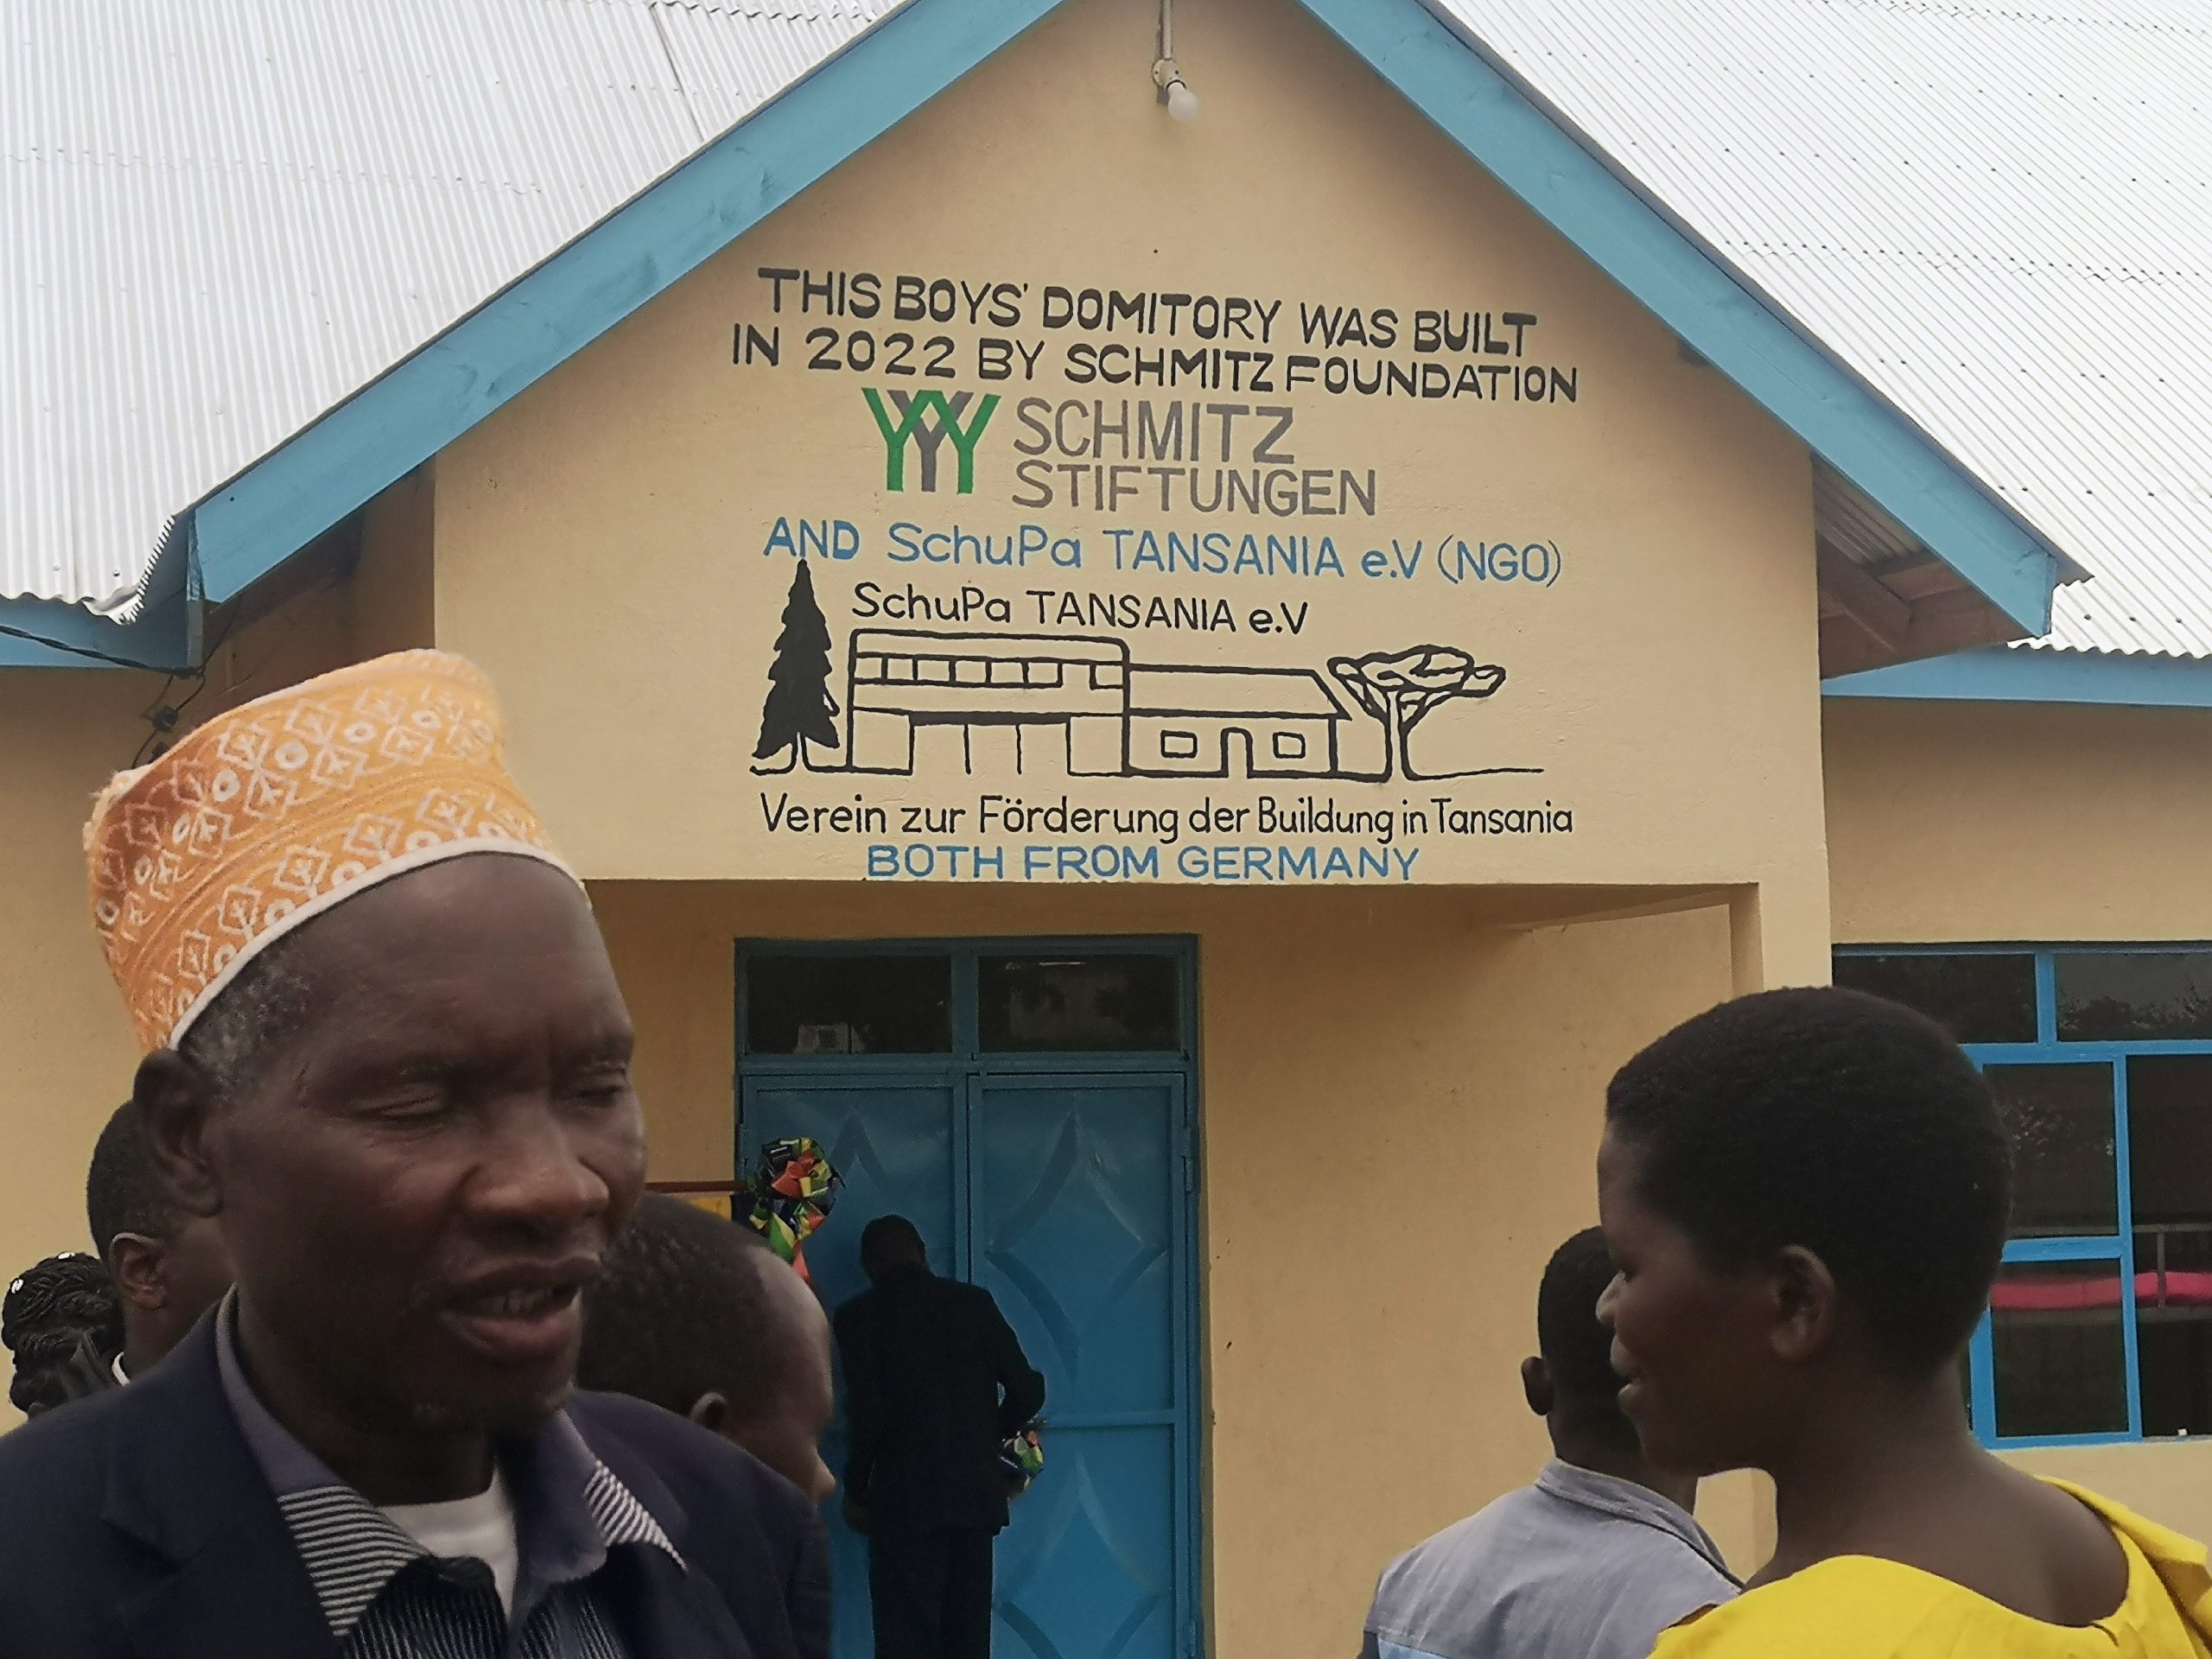 THIS BOYS' DOMITORY WAS BUILT
IN 2022 BY SCHMITZ FOUNDATION
SCHMITZ
STIFTUNGEN
AND SchuPa TANSANIA e.V (NGO)
SchuPa TANSANIA e.V
Verein zur Förderung der Buildung in Tansania
BOTH FROM GERMANY